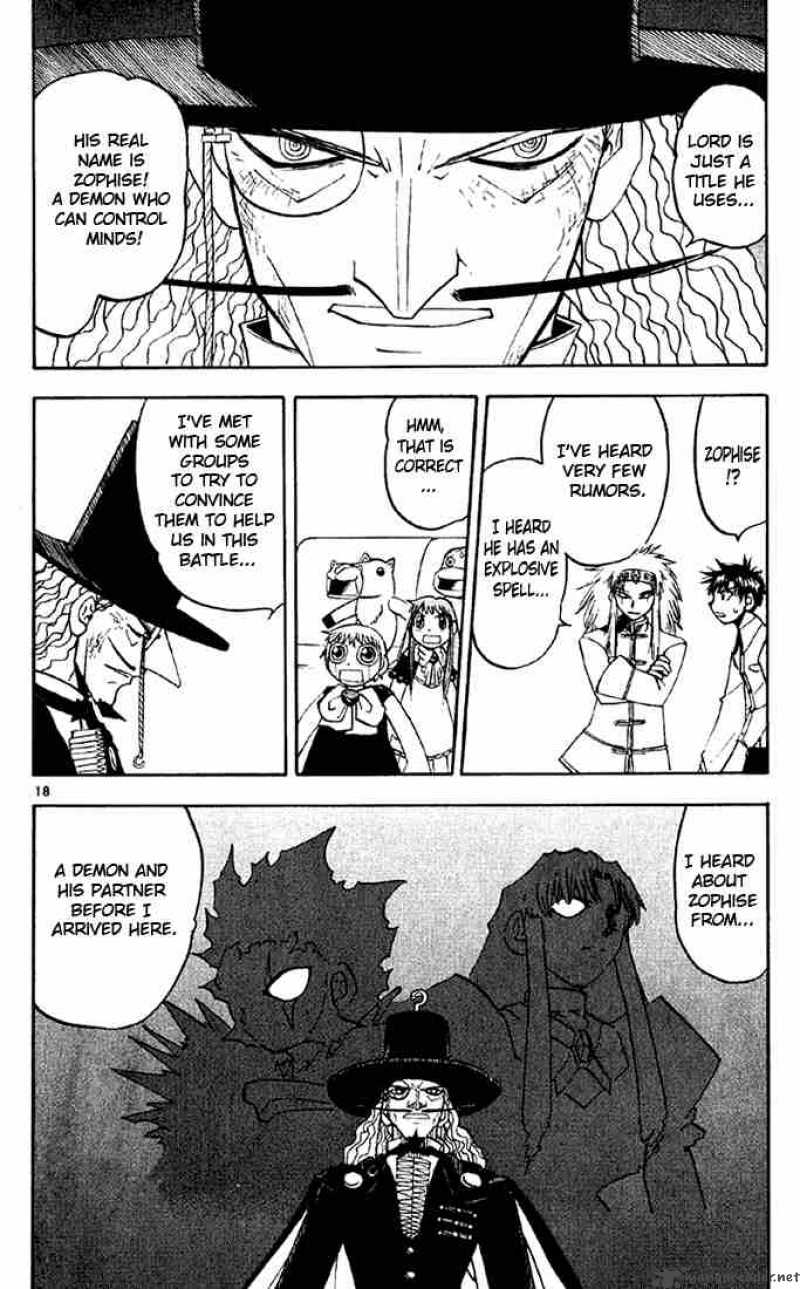 LORD IS
JUST A
TITLE HE
USES...
HIS REAL
NAME IS
ZOPHISE!
A DEMON WHO
CAN CONTROL
MINDS!
ZOPHISE
!?
I'VE HEARD
VERY FEW
RUMORS.
I HEARD
HE HAS AN
EXPLOSIVE
SPELL...
HMM,
THAT IS
CORRECT
...
I'VE MET
WITH SOME
GROUPS
TO TRY TO
CONVINCE
THEM TO HELP
US IN THIS
BATTLE...
18
I HEARD
ABOUT
ZOPHISE
FROM...
A DEMON AND
HIS PARTNER
BEFORE I
ARRIVED HERE.